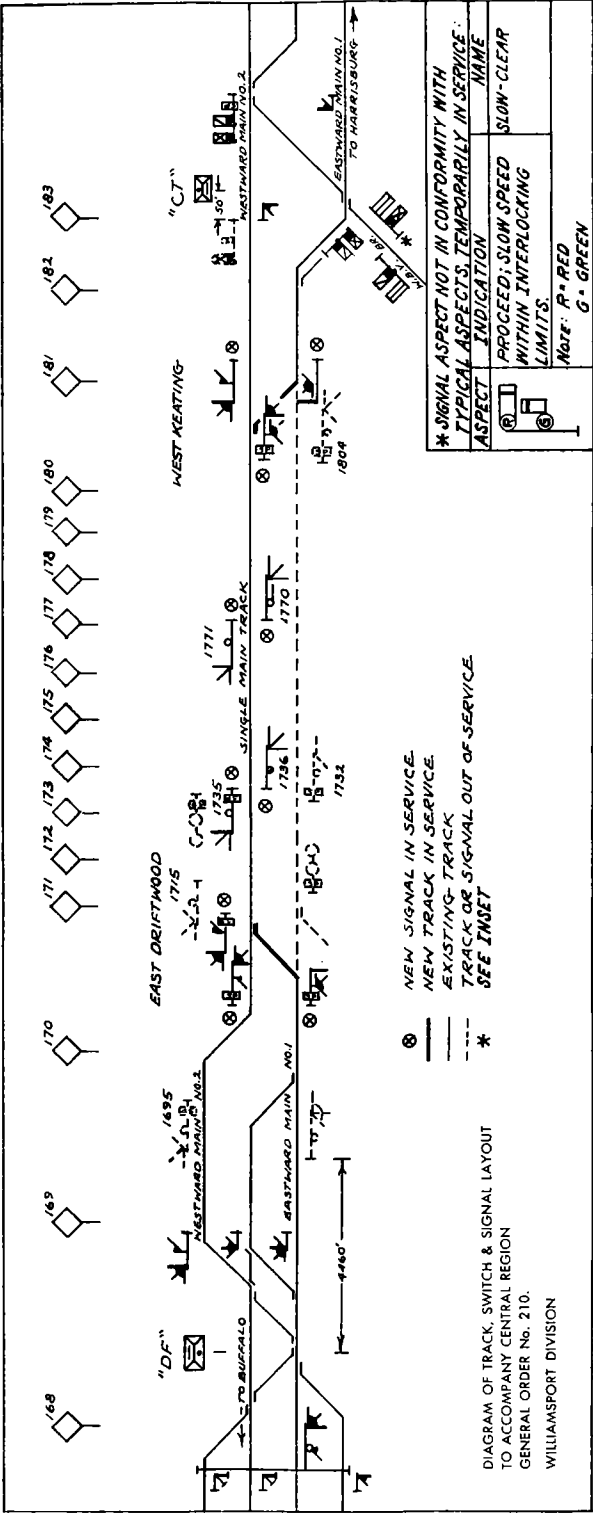 168
169
170
171
172
173
174
175
176
177
178
179
180
181
182
183
"DF"
TO BUFFALO
WESTWARD MAIN NO.2
1695
EASTWARD MAIN NO.1
4460'
EAST DRIFTWOOD
1715
1735
1736
1732
SINGLE MAIN TRACK
1771
1770
WEST KEATING
1804
"CT"
50'
WESTWARD MAIN NO.2
EASTWARD MAIN NO.1
TO HARRISBURG
BR.
*
NEW SIGNAL IN SERVICE
NEW TRACK IN SERVICE
EXISTING TRACK
TRACK OR SIGNAL OUT OF SERVICE
* SEE INSET
DIAGRAM OF TRACK, SWITCH & SIGNAL LAYOUT
TO ACCOMPANY CENTRAL REGION
GENERAL ORDER No. 210.
WILLIAMSPORT DIVISION
* SIGNAL ASPECT NOT IN CONFORMITY WITH
TYPICAL ASPECTS, TEMPORARILY IN SERVICE:
ASPECT INDICATION NAME
R
G
PROCEED; SLOW SPEED
WITHIN INTERLOCKING
LIMITS.
SLOW-CLEAR
NOTE: R = RED
G = GREEN